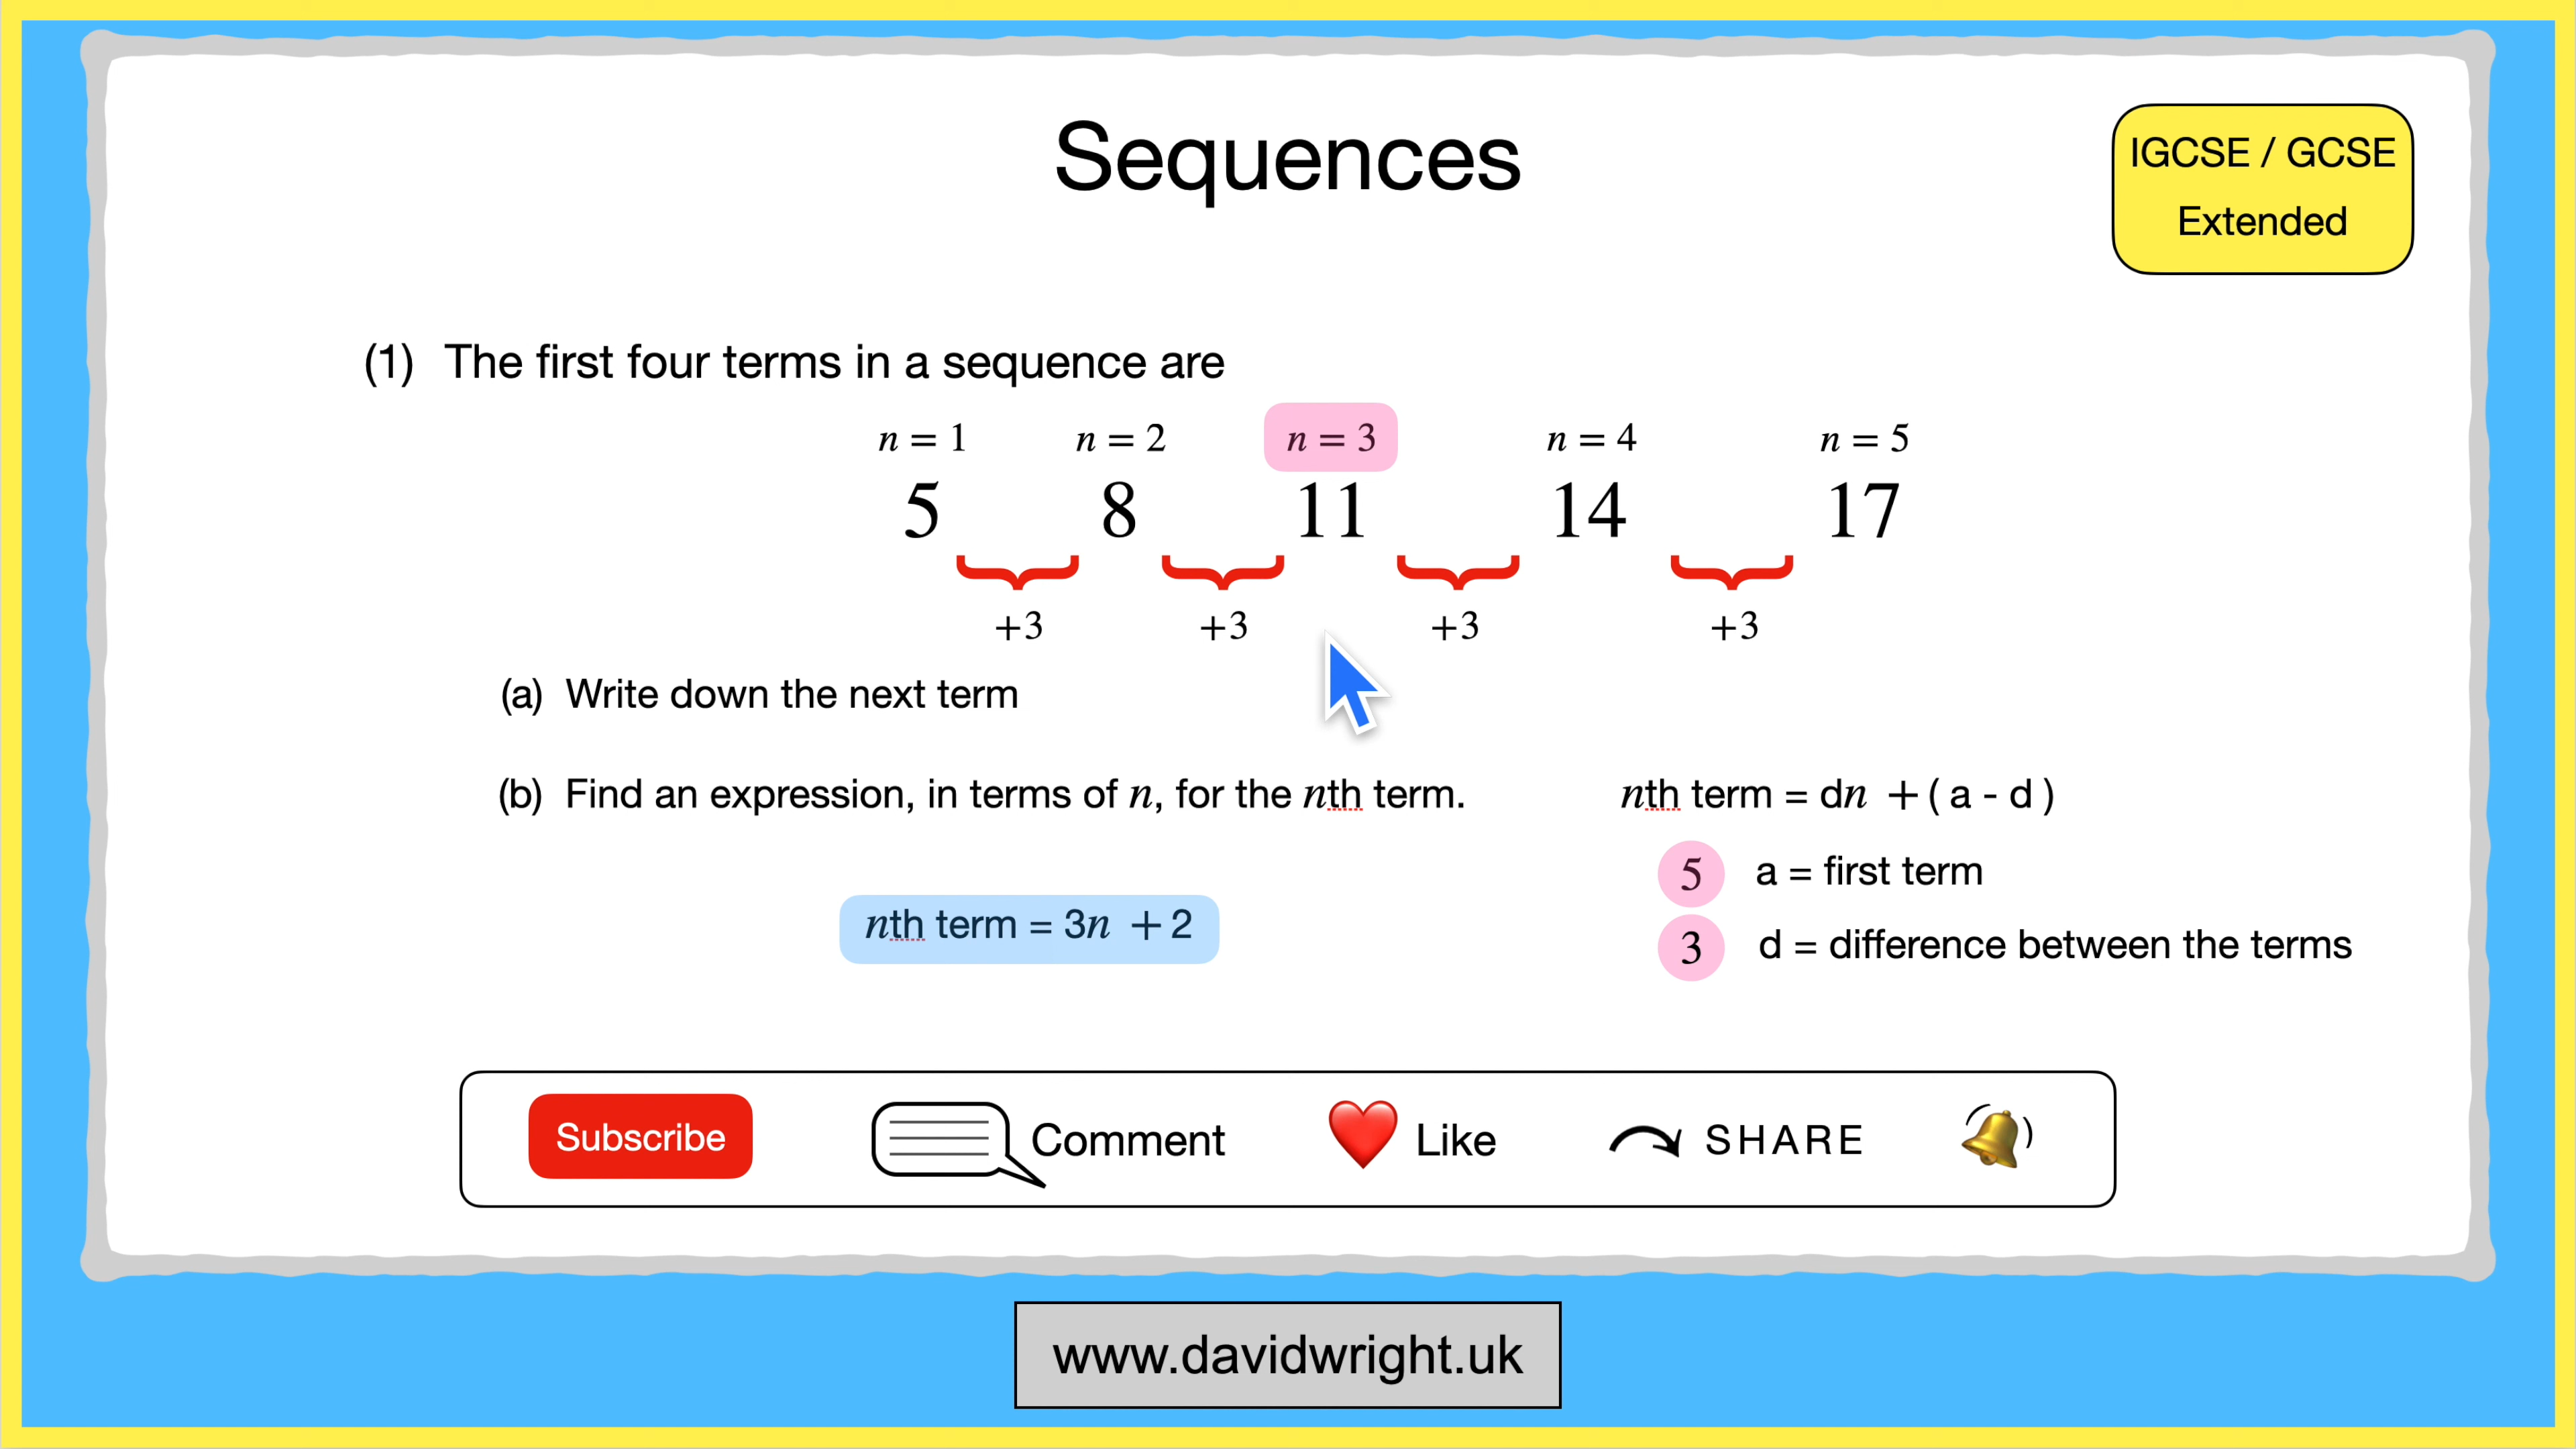 Sequences
IGCSE / GCSE
Extended
(1) The first four terms in a sequence are
n = 1 n = 2 n = 3 n = 4 n = 5
5 8 11 14 17
+3 +3 +3 +3
(a) Write down the next term
(b) Find an expression, in terms of n, for the nth term.
nth term = dn + ( a - d )
5 a = first term
nth term = 3n + 2
3 d = difference between the terms
Subscribe Comment Like SHARE
www.davidwright.uk